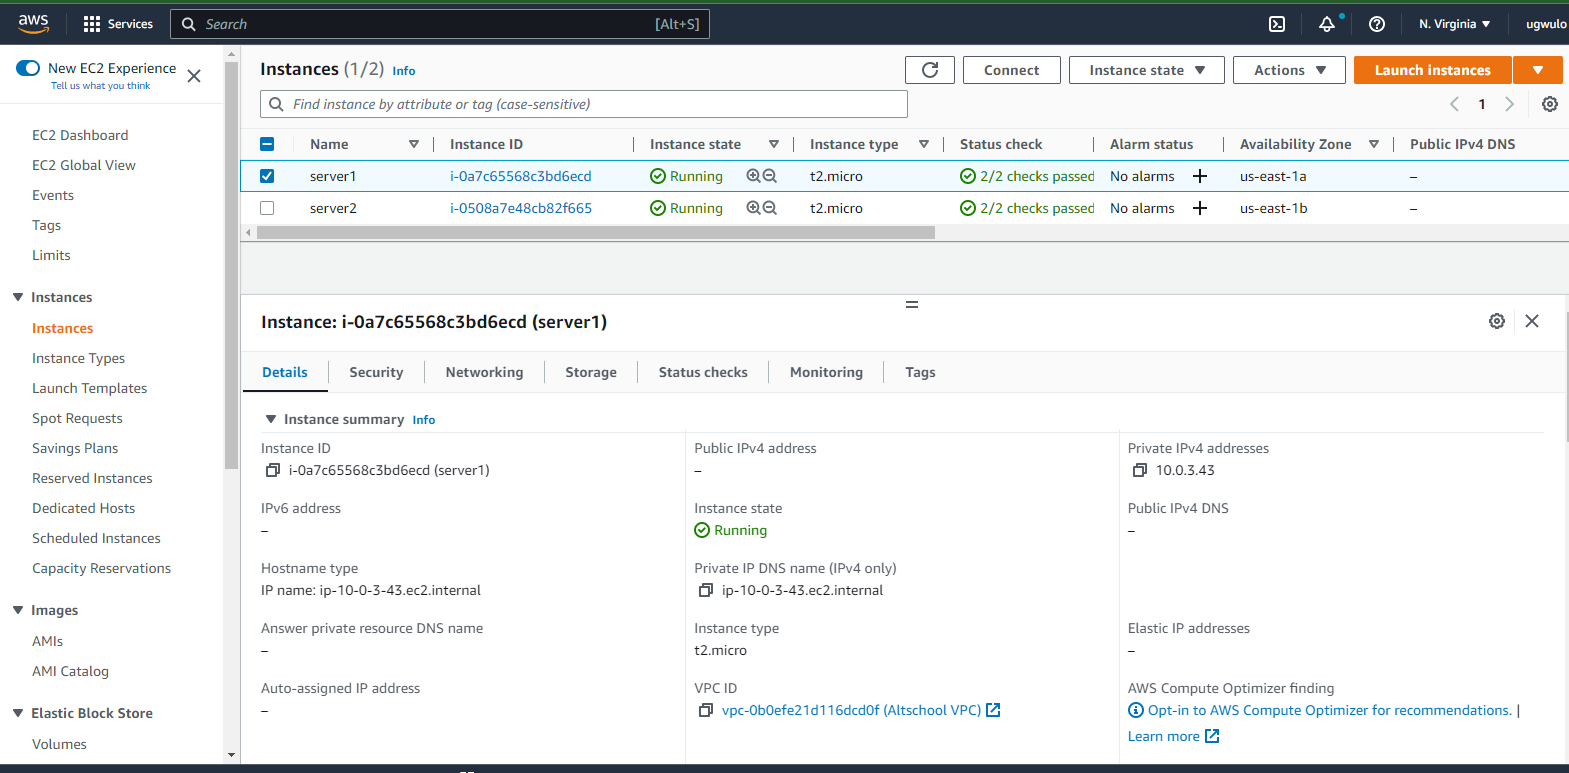 aws Services Search [Alt+S] N. Virginia ugwulo
New EC2 Experience
Tell us what you think
EC2 Dashboard
EC2 Global View
Events
Tags
Limits
Instances
Instances
Instance Types
Launch Templates
Spot Requests
Savings Plans
Reserved Instances
Dedicated Hosts
Scheduled Instances
Capacity Reservations
Images
AMIs
AMI Catalog
Elastic Block Store
Volumes
Instances (1/2) Info Connect Instance state Actions Launch instances
Find instance by attribute or tag (case-sensitive) 1
Name Instance ID Instance state Instance type Status check Alarm status Availability Zone Public IPv4 DNS
server1 i-0a7c65568c3bd6ecd Running t2.micro 2/2 checks passed No alarms + us-east-1a –
server2 i-0508a7e48cb82f665 Running t2.micro 2/2 checks passed No alarms + us-east-1b –
Instance: i-0a7c65568c3bd6ecd (server1)
Details Security Networking Storage Status checks Monitoring Tags
Instance summary Info
Instance ID Public IPv4 address Private IPv4 addresses
i-0a7c65568c3bd6ecd (server1) – 10.0.3.43
IPv6 address Instance state Public IPv4 DNS
– Running –
Hostname type Private IP DNS name (IPv4 only)
IP name: ip-10-0-3-43.ec2.internal ip-10-0-3-43.ec2.internal
Answer private resource DNS name Instance type Elastic IP addresses
– t2.micro –
Auto-assigned IP address VPC ID AWS Compute Optimizer finding
– vpc-0b0efe21d116dcd0f (Altschool VPC) Opt-in to AWS Compute Optimizer for recommendations. |
Learn more